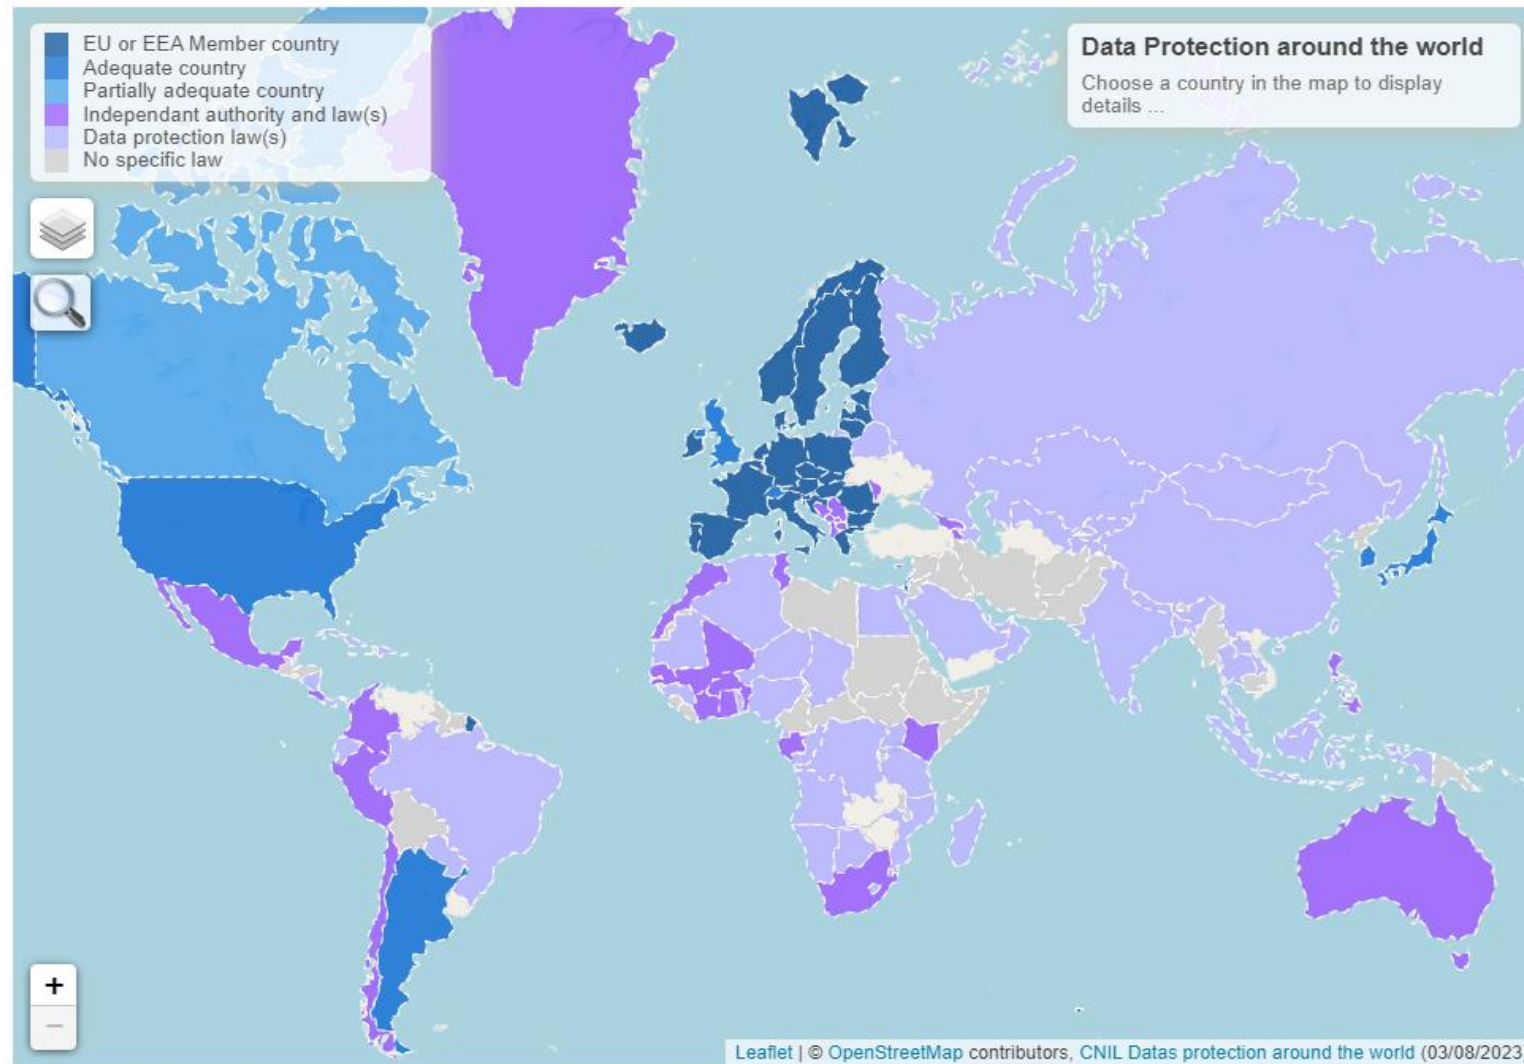 EU or EEA Member country
Adequate country
Partially adequate country
Independant authority and law(s)
Data protection law(s)
No specific law
Data Protection around the world
Choose a country in the map to display
details ...
+
−
Leaflet | © OpenStreetMap contributors, CNIL Datas protection around the world (03/08/2023